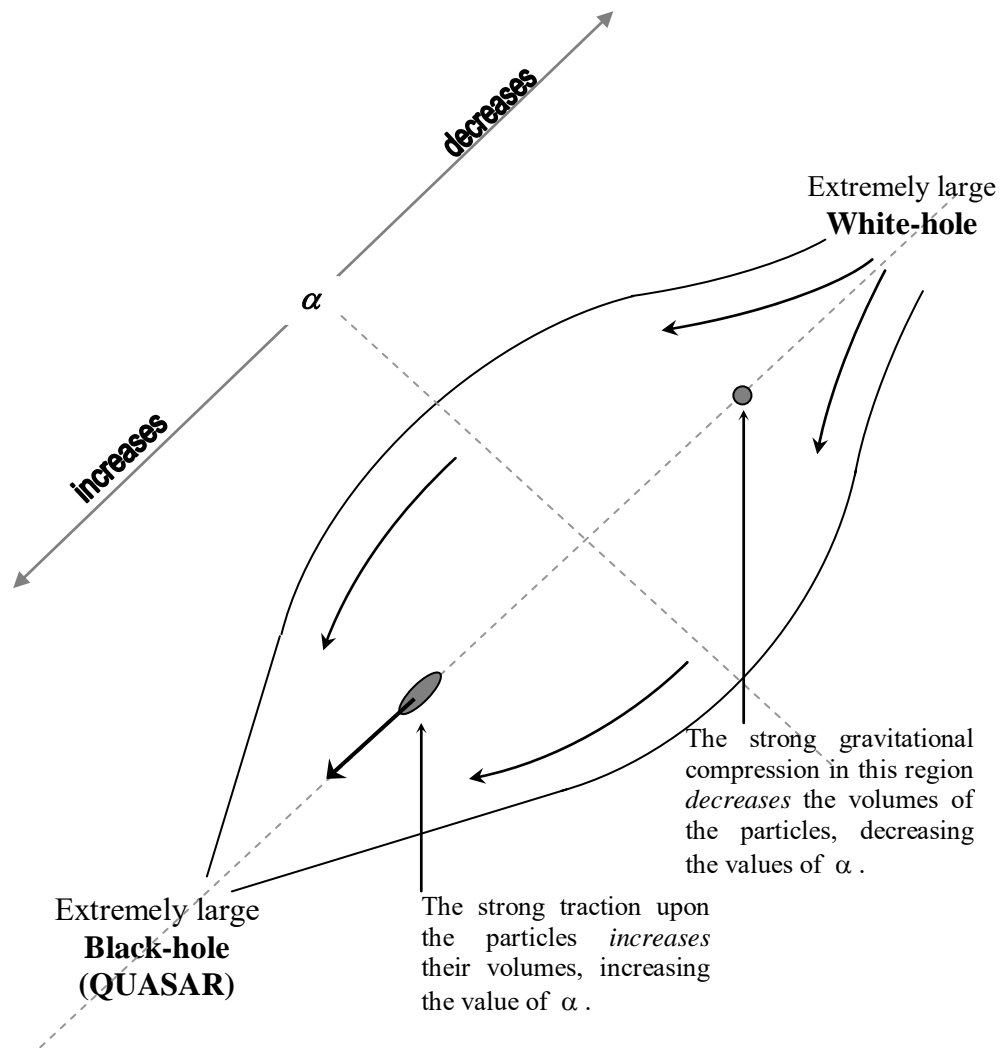 decreases
Extremely large
White-hole
α
increases
The strong gravitational
compression in this region
decreases the volumes of
the particles, decreasing
the values of α .
Extremely large
Black-hole
(QUASAR)
The strong traction upon
the particles increases
their volumes, increasing
the value of α .